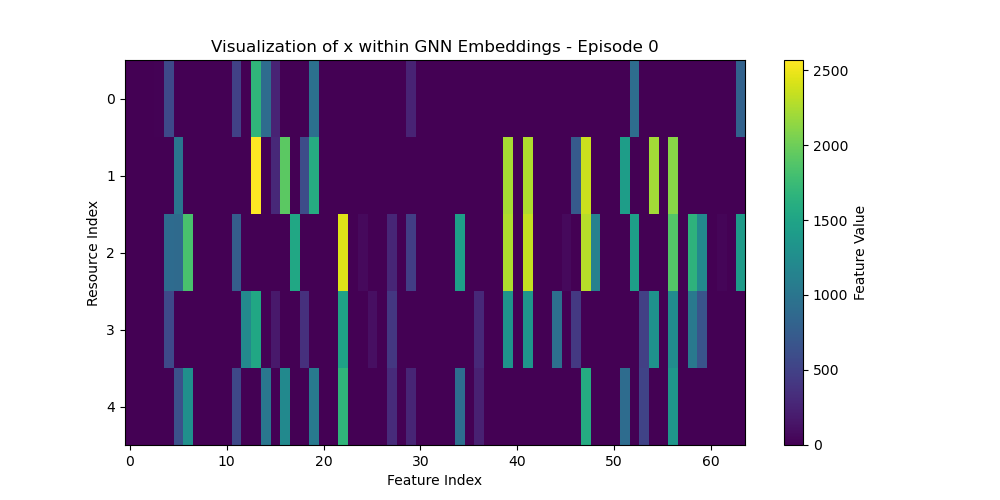 Visualization of x within GNN Embeddings - Episode 0
Resource Index
0
1
2
3
4
0 10 20 30 40 50 60
Feature Index
2500
2000
1500
1000
500
0
Feature Value